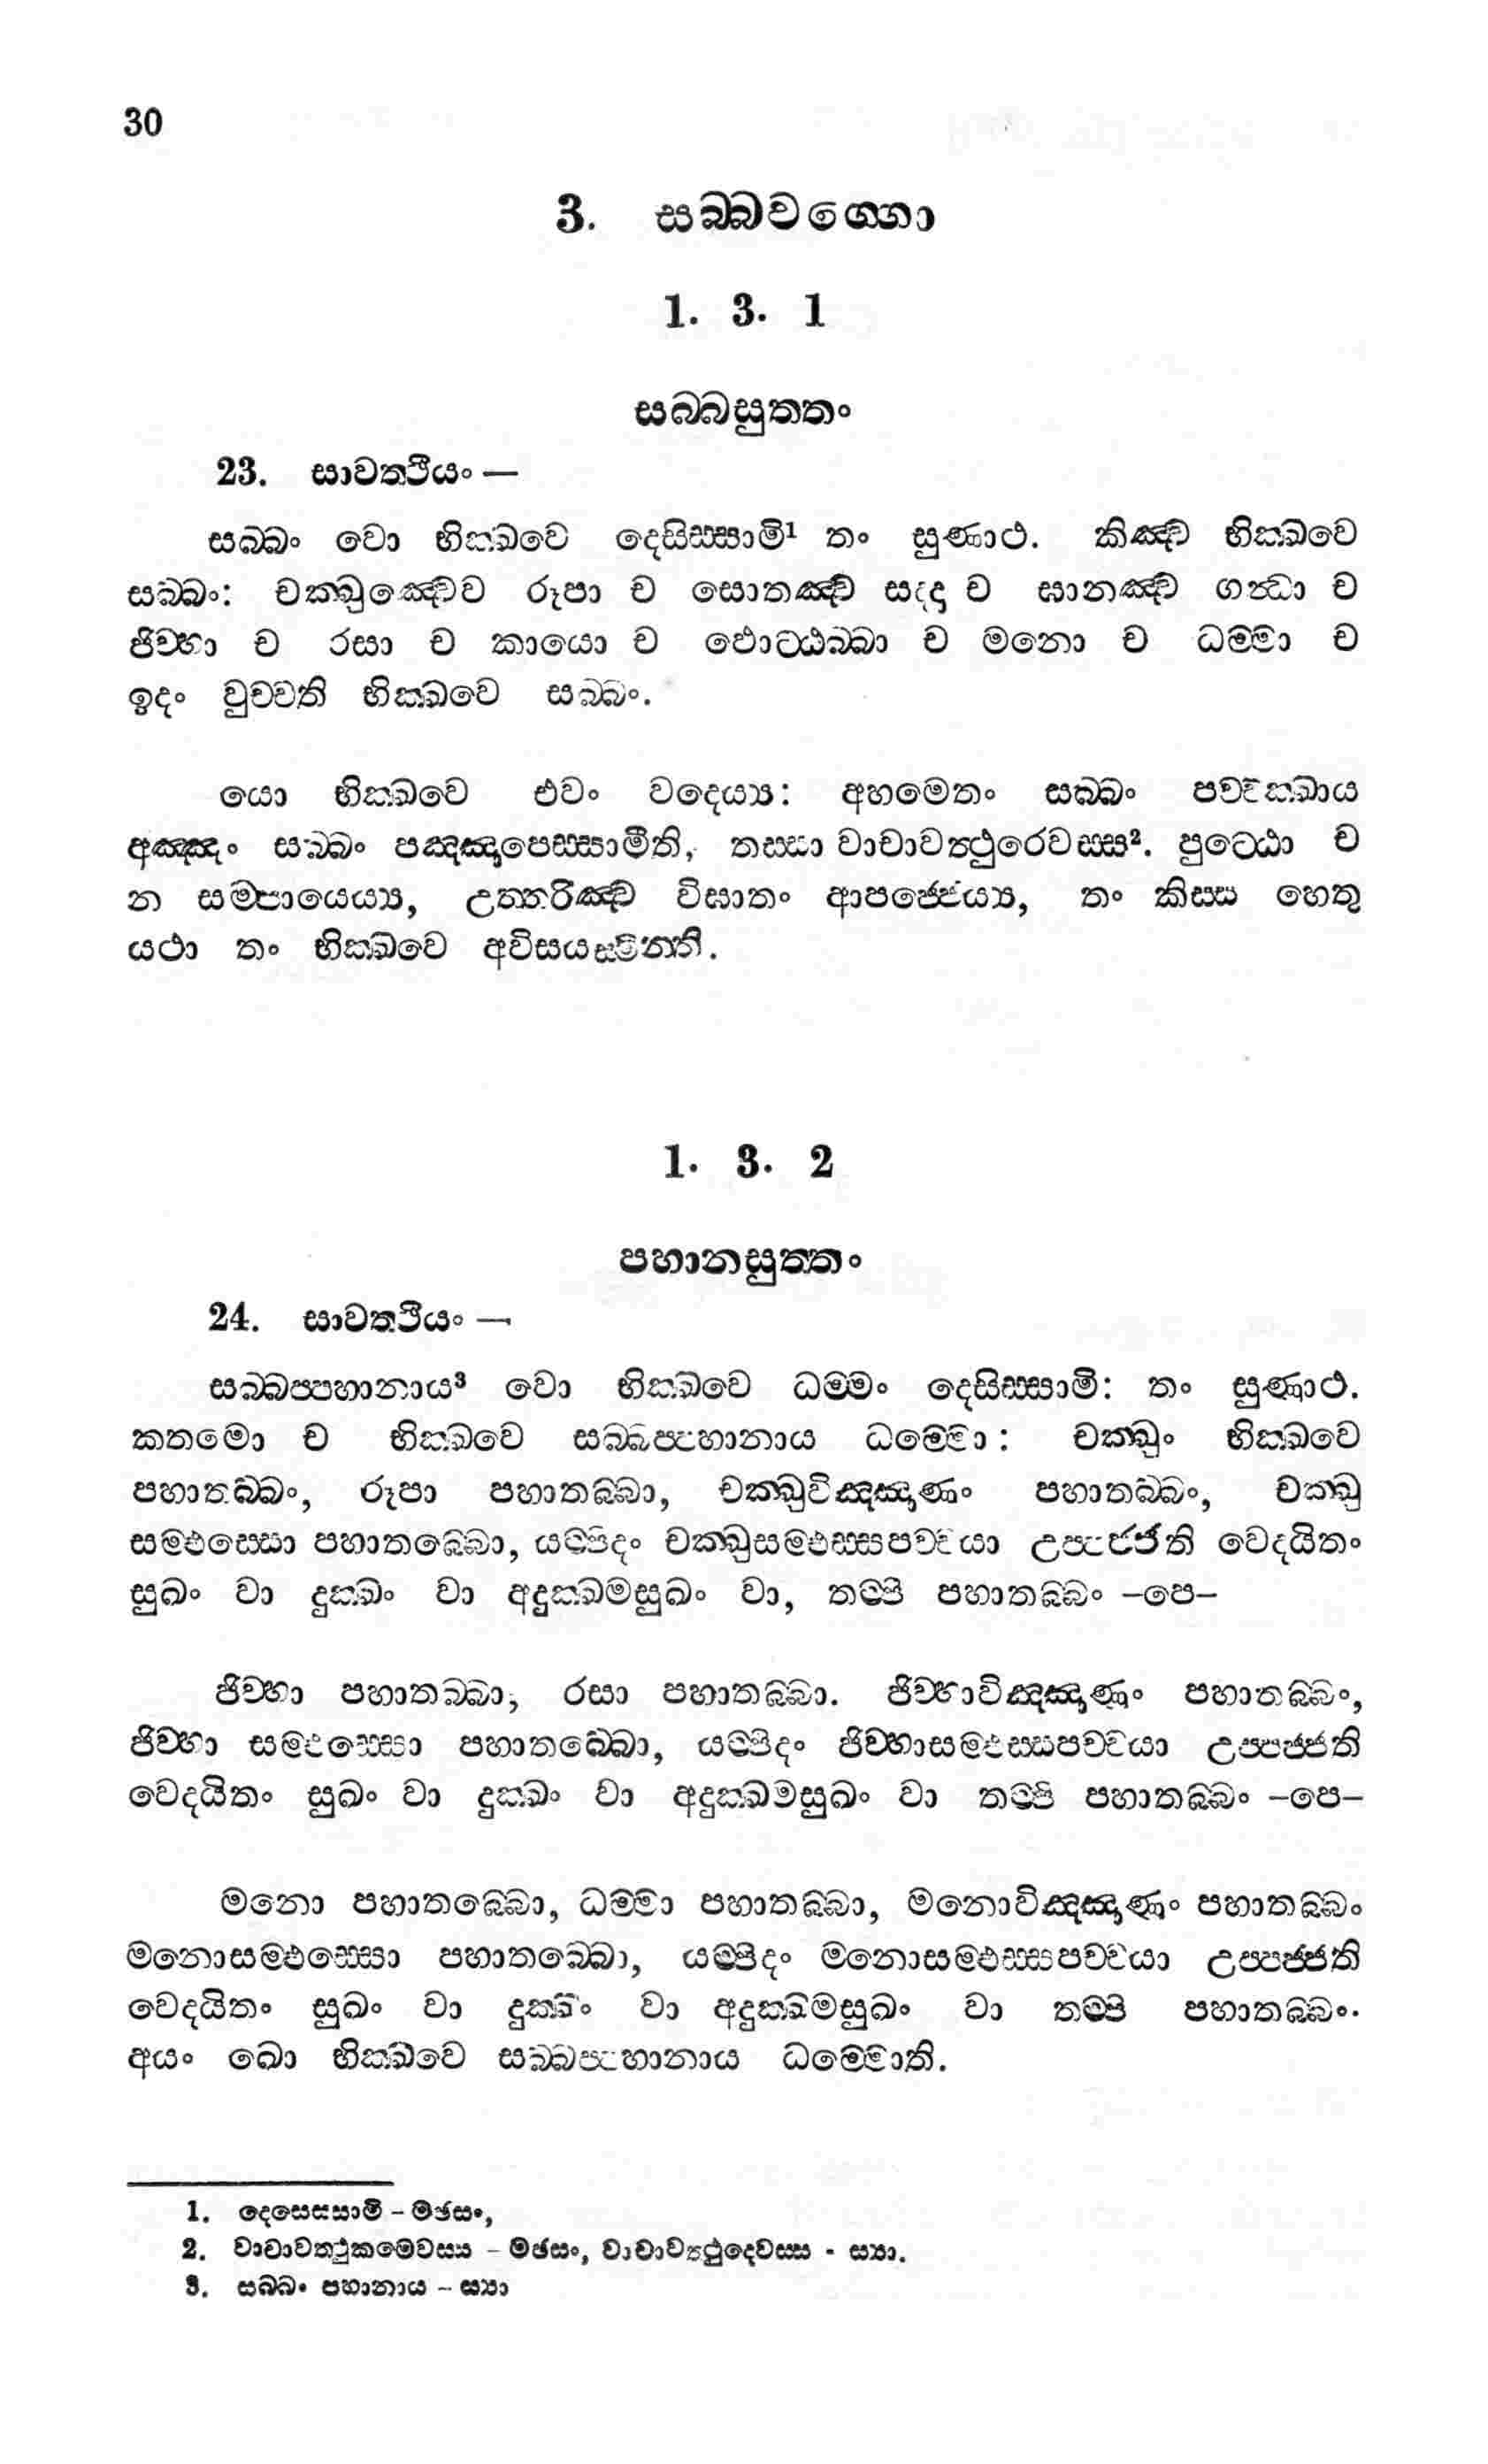 30
3. සබ්බවග්ගො
1. 3. 1
සබ්බසුත්තං
23. සාවත්ථියං —
සබ්බං වො භික්ඛවෙ දෙසිස්සාමි¹ තං සුණාථ. කිඤ්ච භික්ඛවෙ
සබ්බං: චක්ඛුඤ්චෙව රූපා ච සොතඤ්ච සද්දා ච ඝානඤ්ච ගන්ධා ච
ජිව්හා ච රසා ච කායො ච ඵොට්ඨබ්බා ච මනො ච ධම්මා ච
ඉදං වුච්චති භික්ඛවෙ සබ්බං.
යො භික්ඛවෙ එවං වදෙය්‍ය: අහමෙතං සබ්බං පච්චක්ඛාය
අඤ්ඤං සබ්බං පඤ්ඤාපෙස්සාමීති, තස්ස වාචාවත්ථුරෙවස්ස². පුට්ඨො ච
න සම්පායෙය්‍ය, උත්තරිඤ්ච විඝාතං ආපජ්ජෙය්‍ය, තං කිස්ස හෙතු
යථා තං භික්ඛවෙ අවිසයස්මින්ති.
1. 3. 2
පහානසුත්තං
24. සාවත්ථියං —
සබ්බප්පහානාය³ වො භික්ඛවෙ ධම්මං දෙසිස්සාමි: තං සුණාථ.
කතමො ච භික්ඛවෙ සබ්බප්පහානාය ධම්මො: චක්ඛුං භික්ඛවෙ
පහාතබ්බං, රූපා පහාතබ්බා, චක්ඛුවිඤ්ඤාණං පහාතබ්බං, චක්ඛු
සම්ඵස්සො පහාතබ්බො, යම්පිදං චක්ඛුසම්ඵස්සපච්චයා උප්පජ්ජති වෙදයිතං
සුඛං වා දුක්ඛං වා අදුක්ඛමසුඛං වා, තම්පි පහාතබ්බං –පෙ–
ජිව්හා පහාතබ්බා, රසා පහාතබ්බා. ජිව්හාවිඤ්ඤාණං පහාතබ්බං,
ජිව්හා සම්ඵස්සො පහාතබ්බො, යම්පිදං ජිව්හාසම්ඵස්සපච්චයා උප්පජ්ජති
වෙදයිතං සුඛං වා දුක්ඛං වා අදුක්ඛමසුඛං වා තම්පි පහාතබ්බං –පෙ–
මනො පහාතබ්බො, ධම්මා පහාතබ්බා, මනොවිඤ්ඤාණං පහාතබ්බං
මනොසම්ඵස්සො පහාතබ්බො, යම්පිදං මනොසම්ඵස්සපච්චයා උප්පජ්ජති
වෙදයිතං සුඛං වා දුක්ඛං වා අදුක්ඛමසුඛං වා තම්පි පහාතබ්බං.
අයං ඛො භික්ඛවෙ සබ්බප්පහානාය ධම්මොති.
1. දෙසෙස්සාමි – මඡසං,
2. වාචාවත්ථුකමෙවස්ස – මඡසං, වාචාවත්ථුදෙවස්ස - ස්‍යා.
3. සබ්බං පහානාය – ස්‍යා